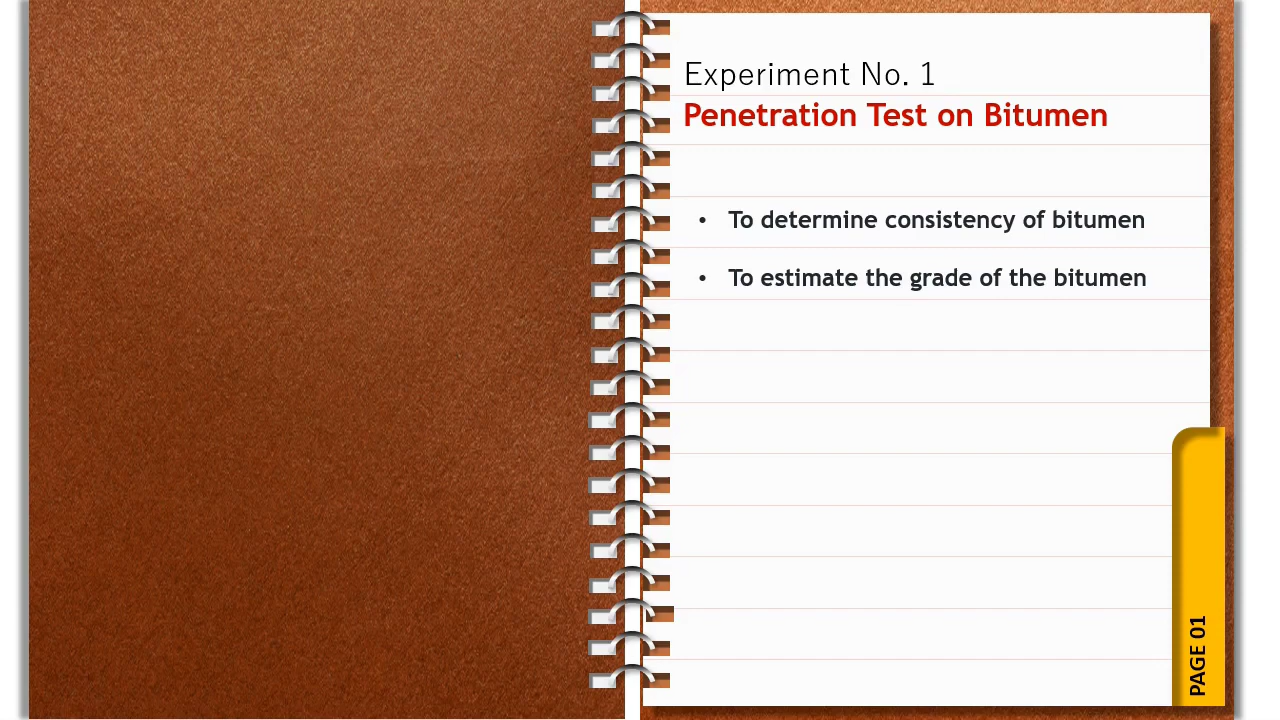 Experiment No. 1
Penetration Test on Bitumen
• To determine consistency of bitumen
• To estimate the grade of the bitumen
PAGE 01